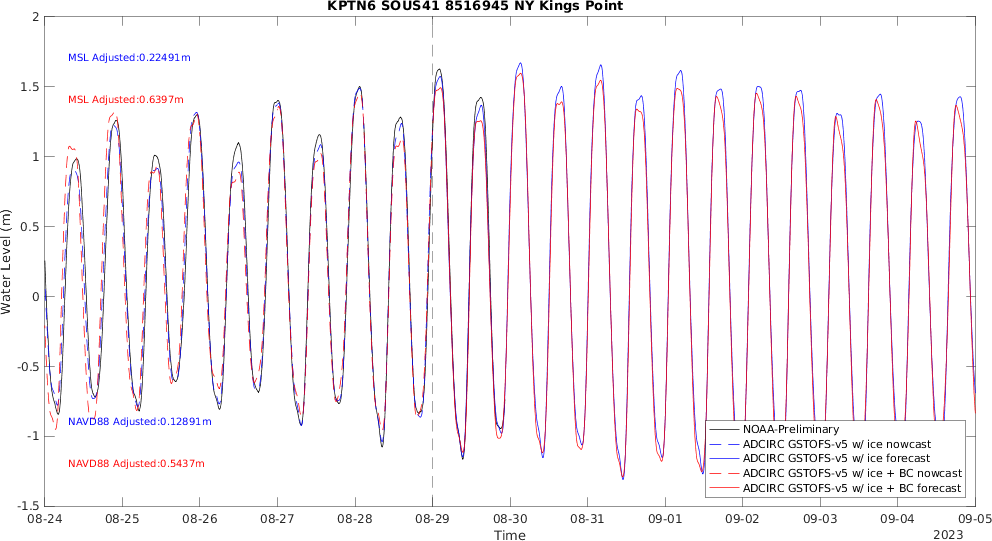 KPTN6 SOUS41 8516945 NY Kings Point
2
1.5
1
0.5
0
-0.5
-1
-1.5
Water Level (m)
MSL Adjusted:0.22491m
MSL Adjusted:0.6397m
NAVD88 Adjusted:0.12891m
NAVD88 Adjusted:0.5437m
NOAA-Preliminary
ADCIRC GSTOFS-v5 w/ ice nowcast
ADCIRC GSTOFS-v5 w/ ice forecast
ADCIRC GSTOFS-v5 w/ ice + BC nowcast
ADCIRC GSTOFS-v5 w/ ice + BC forecast
08-24 08-25 08-26 08-27 08-28 08-29 08-30 08-31 09-01 09-02 09-03 09-04 09-05
Time
2023